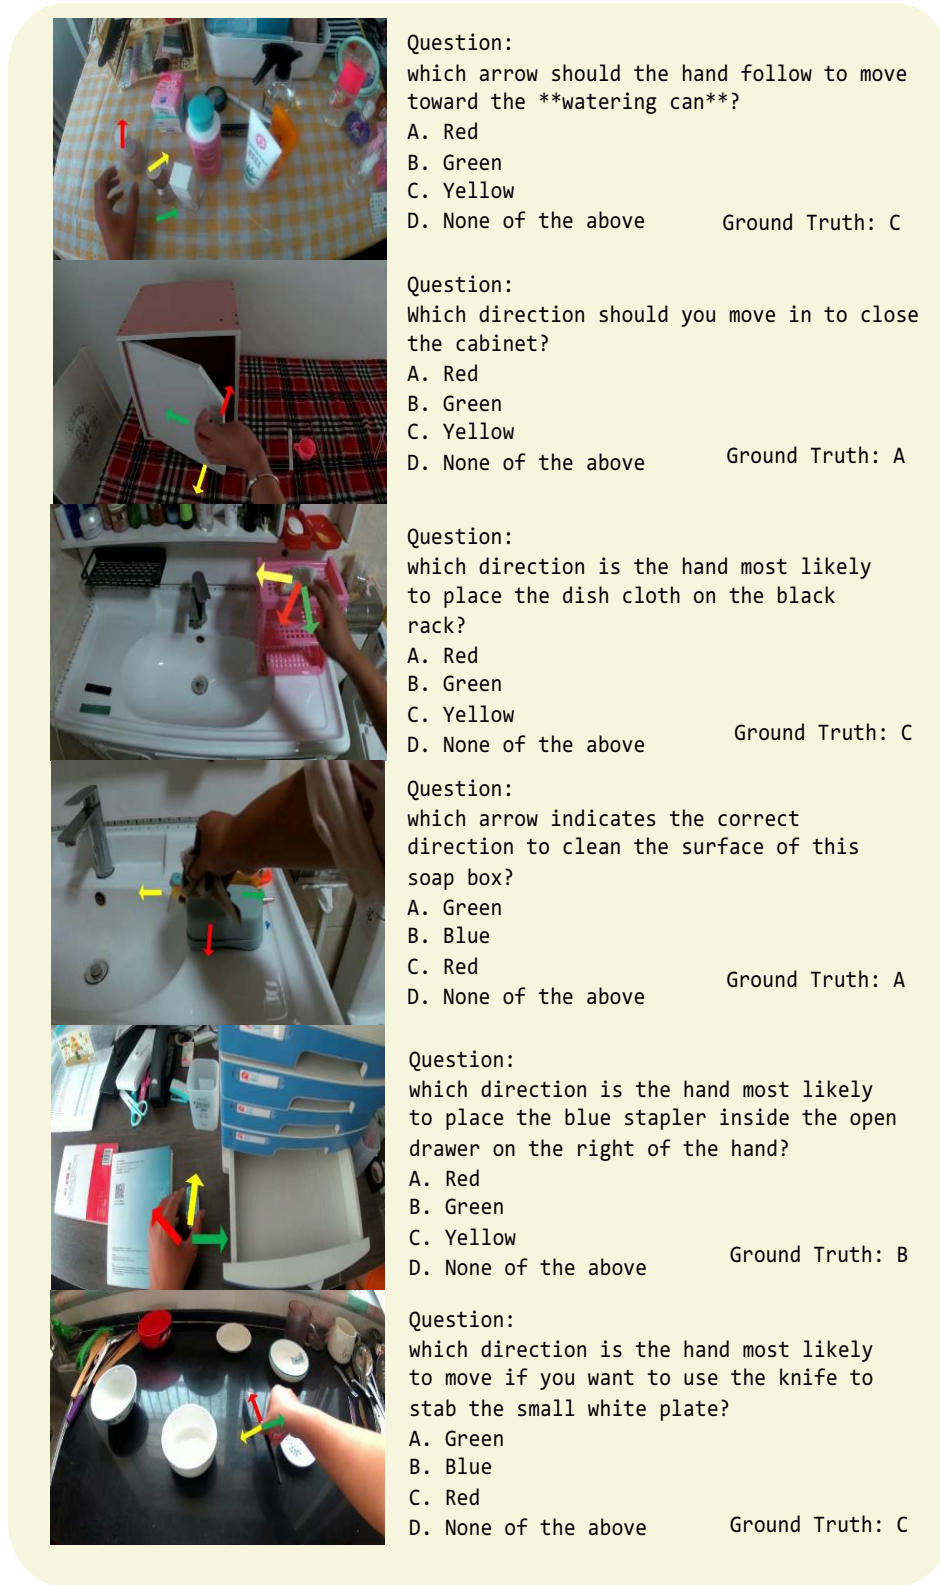 Question:
which arrow should the hand follow to move
toward the **watering can**?
A. Red
B. Green
C. Yellow
D. None of the above
Ground Truth: C
Question:
Which direction should you move in to close
the cabinet?
A. Red
B. Green
C. Yellow
D. None of the above
Ground Truth: A
Question:
which direction is the hand most likely
to place the dish cloth on the black
rack?
A. Red
B. Green
C. Yellow
D. None of the above
Ground Truth: C
Question:
which arrow indicates the correct
direction to clean the surface of this
soap box?
A. Green
B. Blue
C. Red
D. None of the above
Ground Truth: A
Question:
which direction is the hand most likely
to place the blue stapler inside the open
drawer on the right of the hand?
A. Red
B. Green
C. Yellow
D. None of the above
Ground Truth: B
Question:
which direction is the hand most likely
to move if you want to use the knife to
stab the small white plate?
A. Green
B. Blue
C. Red
D. None of the above
Ground Truth: C